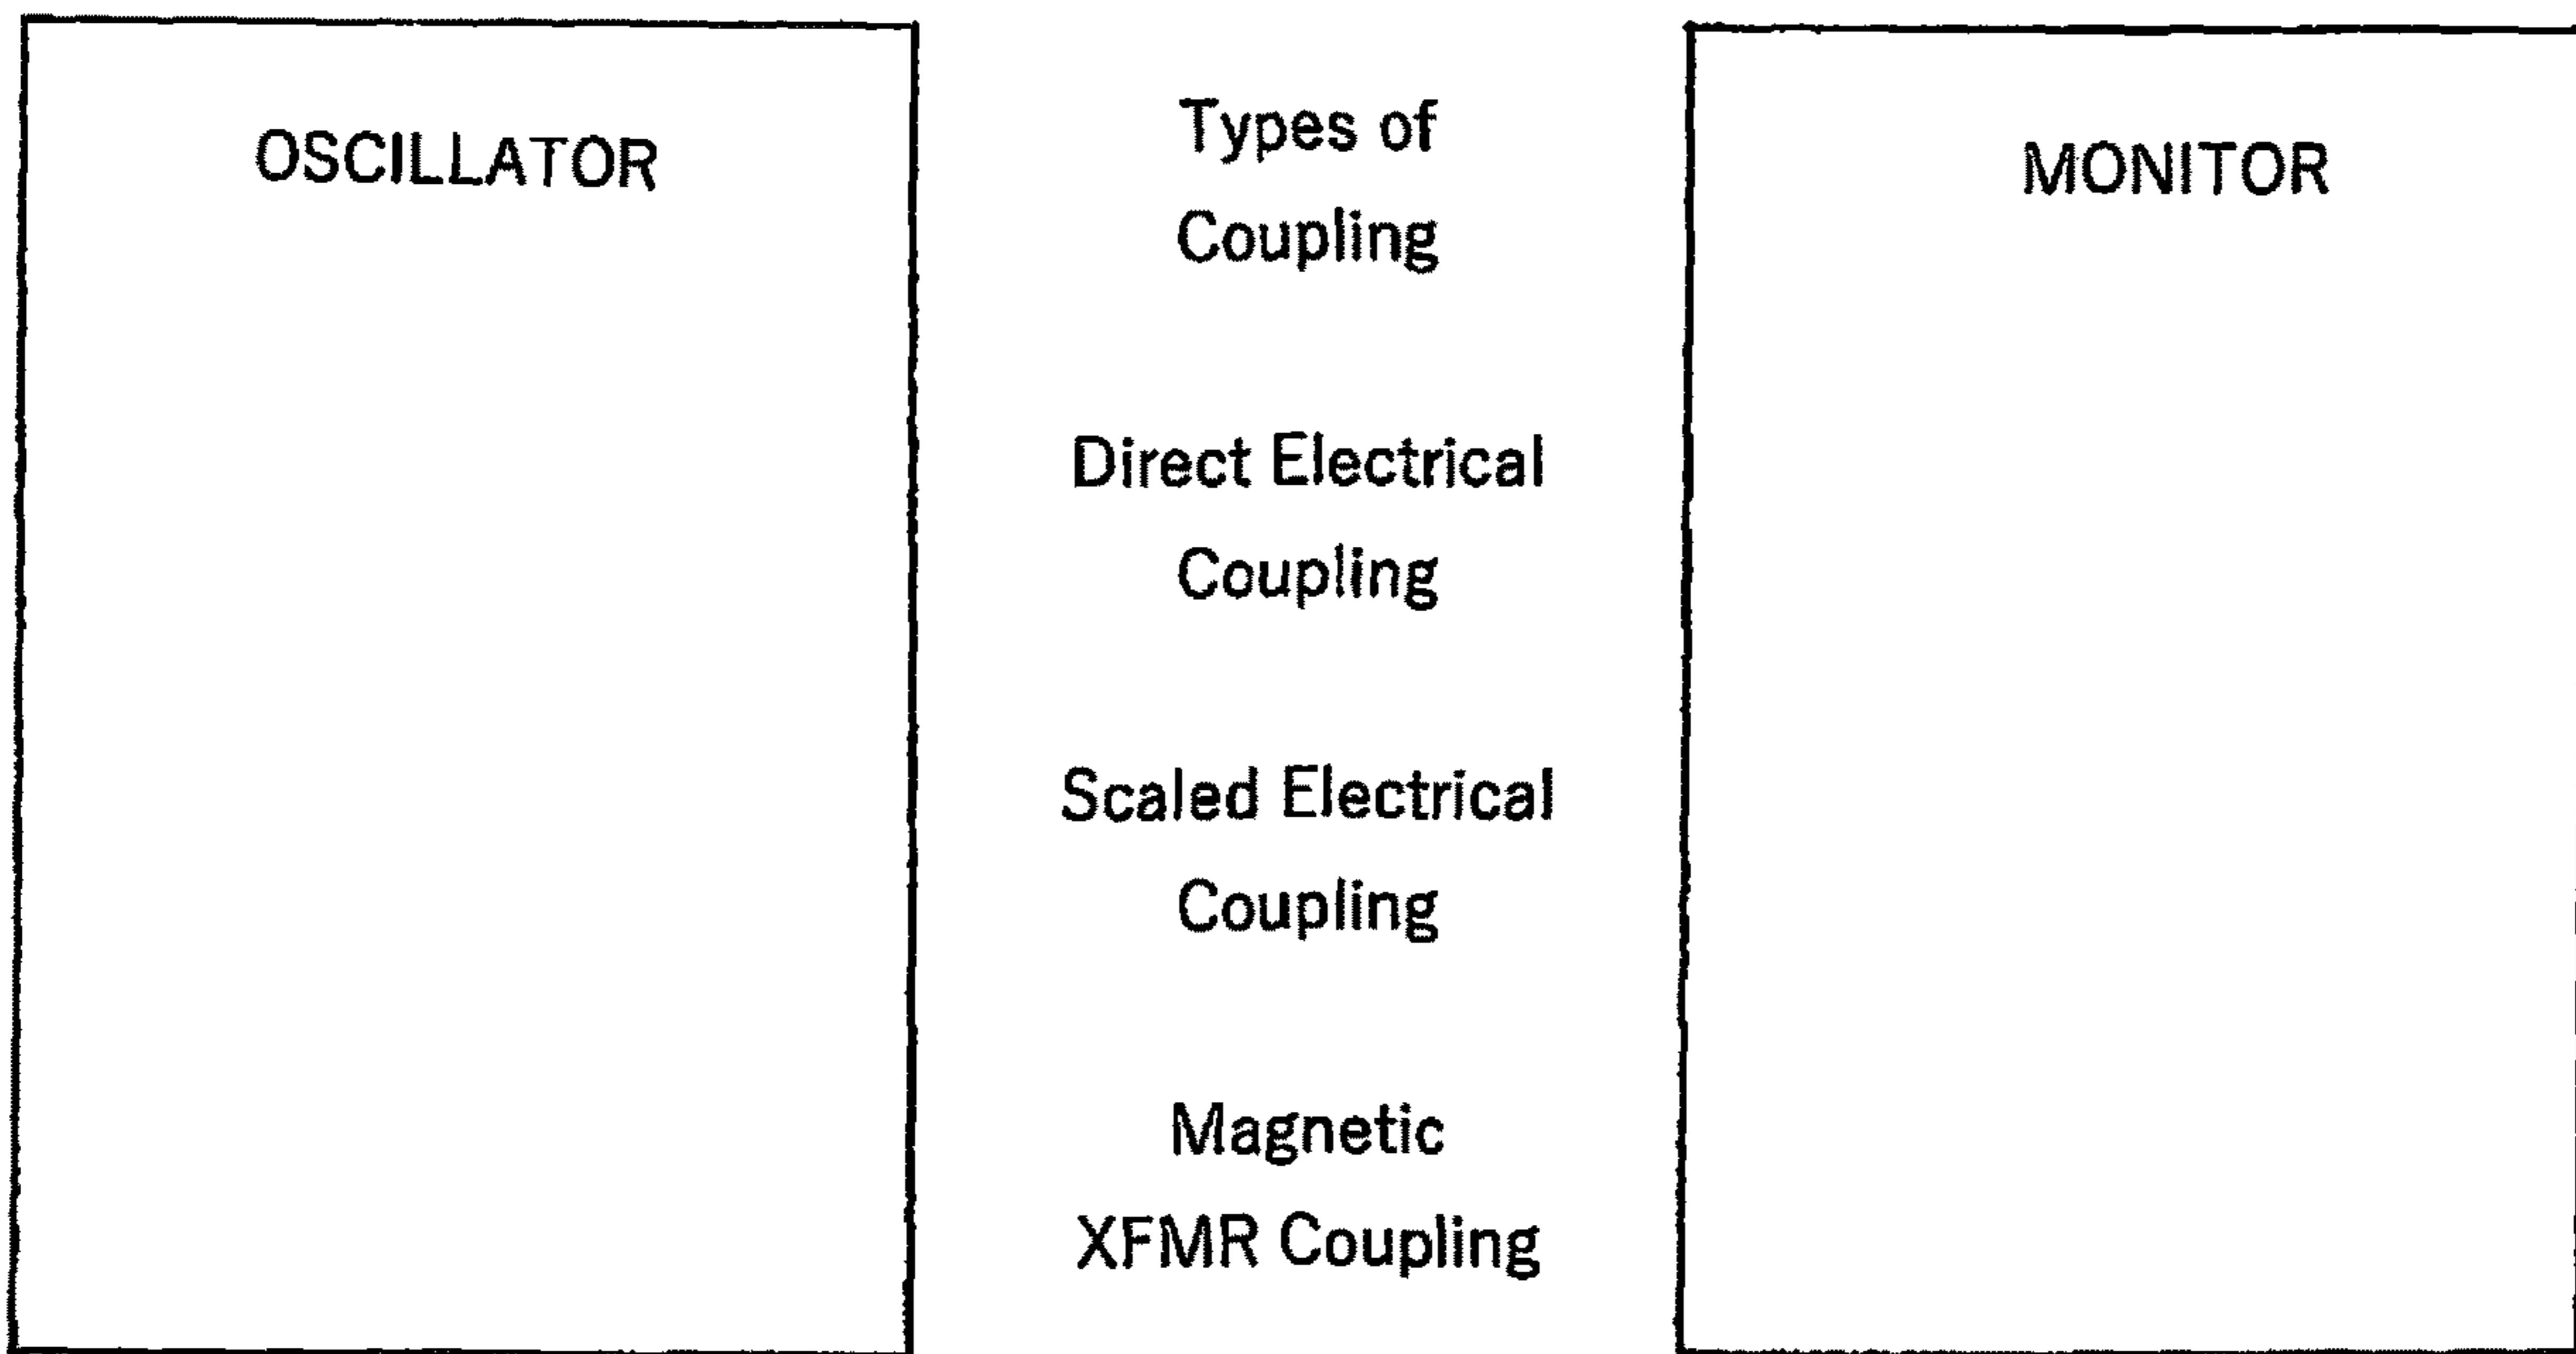 OSCILLATOR
Types of
Coupling
Direct Electrical
Coupling
Scaled Electrical
Coupling
Magnetic
XFMR Coupling
MONITOR